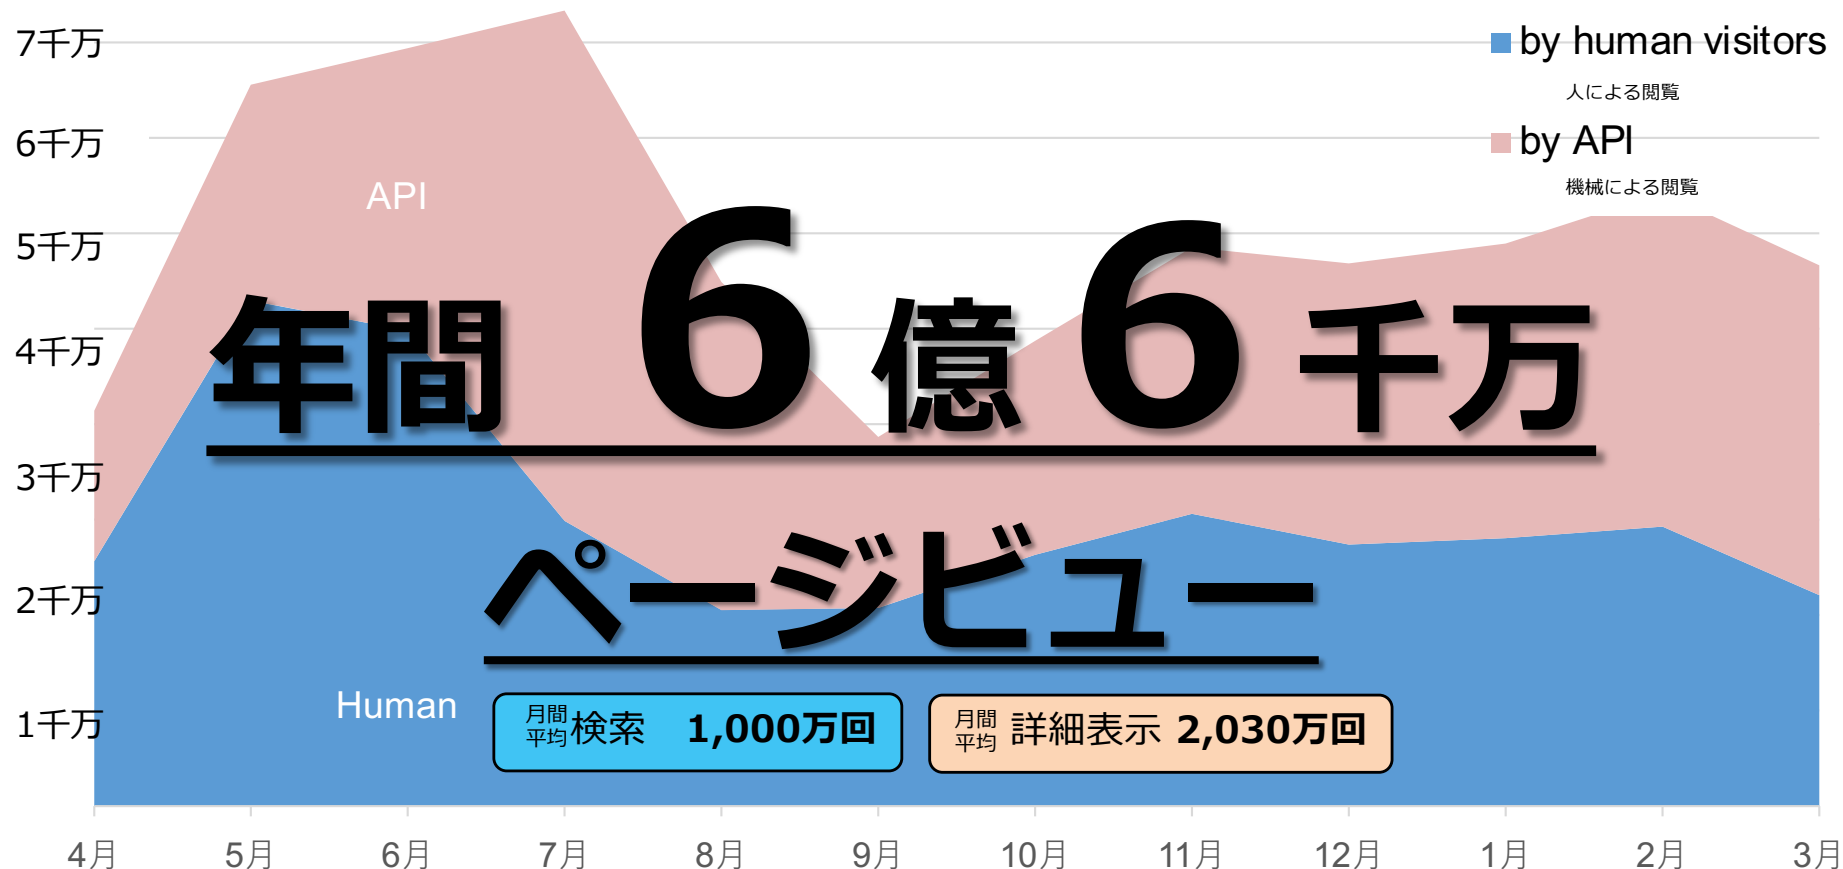 7千万
6千万
5千万
4千万
3千万
2千万
1千万
by human visitors
人による閲覧
by API
機械による閲覧
API
年間 6億6千万
ページビュー
Human
月間平均 検索 1,000万回
月間平均 詳細表示 2,030万回
4月 5月 6月 7月 8月 9月 10月 11月 12月 1月 2月 3月